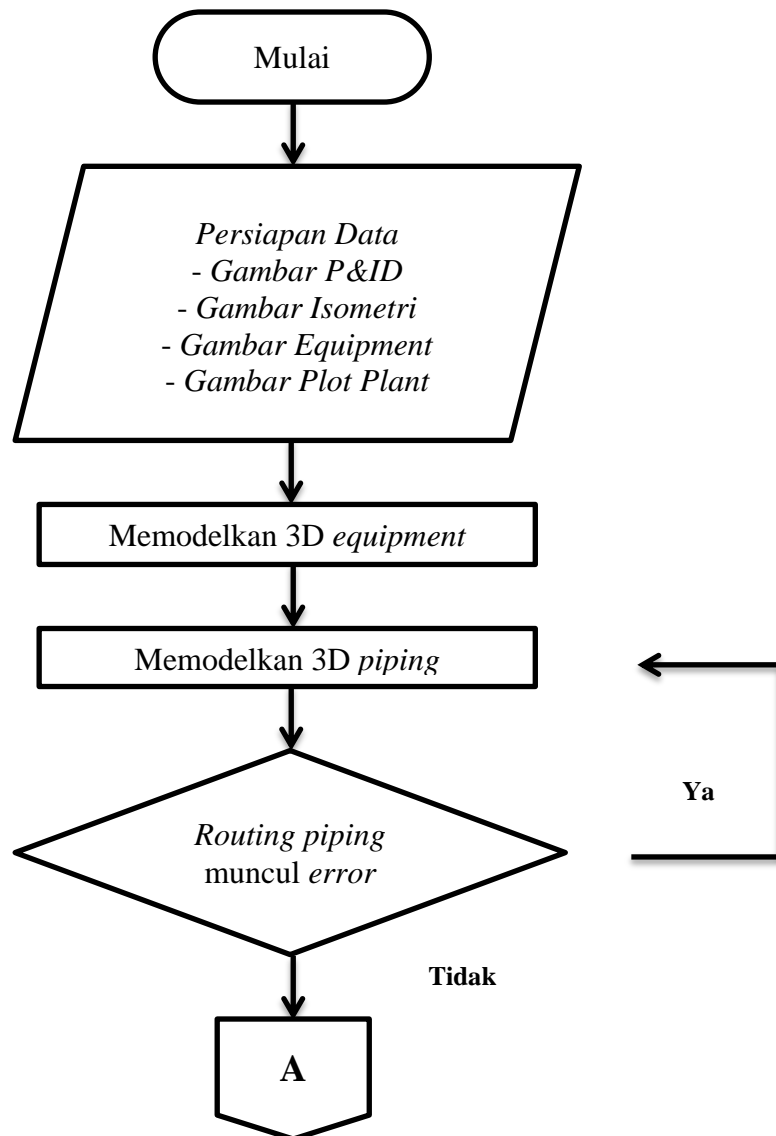 Mulai
Persiapan Data
- Gambar P&ID
- Gambar Isometri
- Gambar Equipment
- Gambar Plot Plant
Memodelkan 3D equipment
Memodelkan 3D piping
Ya
Routing piping
muncul error
Tidak
A